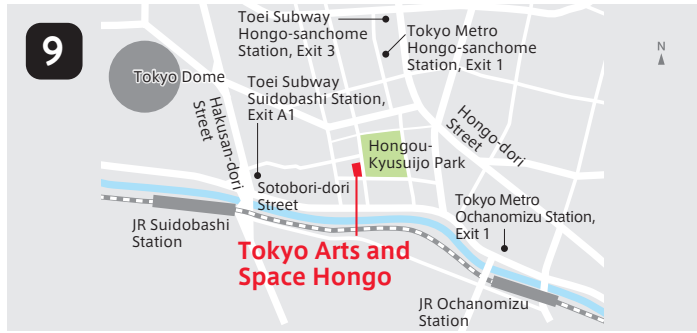 9
Toei Subway
Hongo-sanchome
Station, Exit 3
Tokyo Metro
Hongo-sanchome
Station, Exit 1
N
Tokyo Dome
Toei Subway
Suidobashi Station,
Exit A1
Hakusan-dori
Street
Hongo-dori
Street
Hongou-
Kyusuijo Park
Sotobori-dori
Street
Tokyo Metro
Ochanomizu Station,
Exit 1
JR Suidobashi
Station
Tokyo Arts and
Space Hongo
JR Ochanomizu
Station